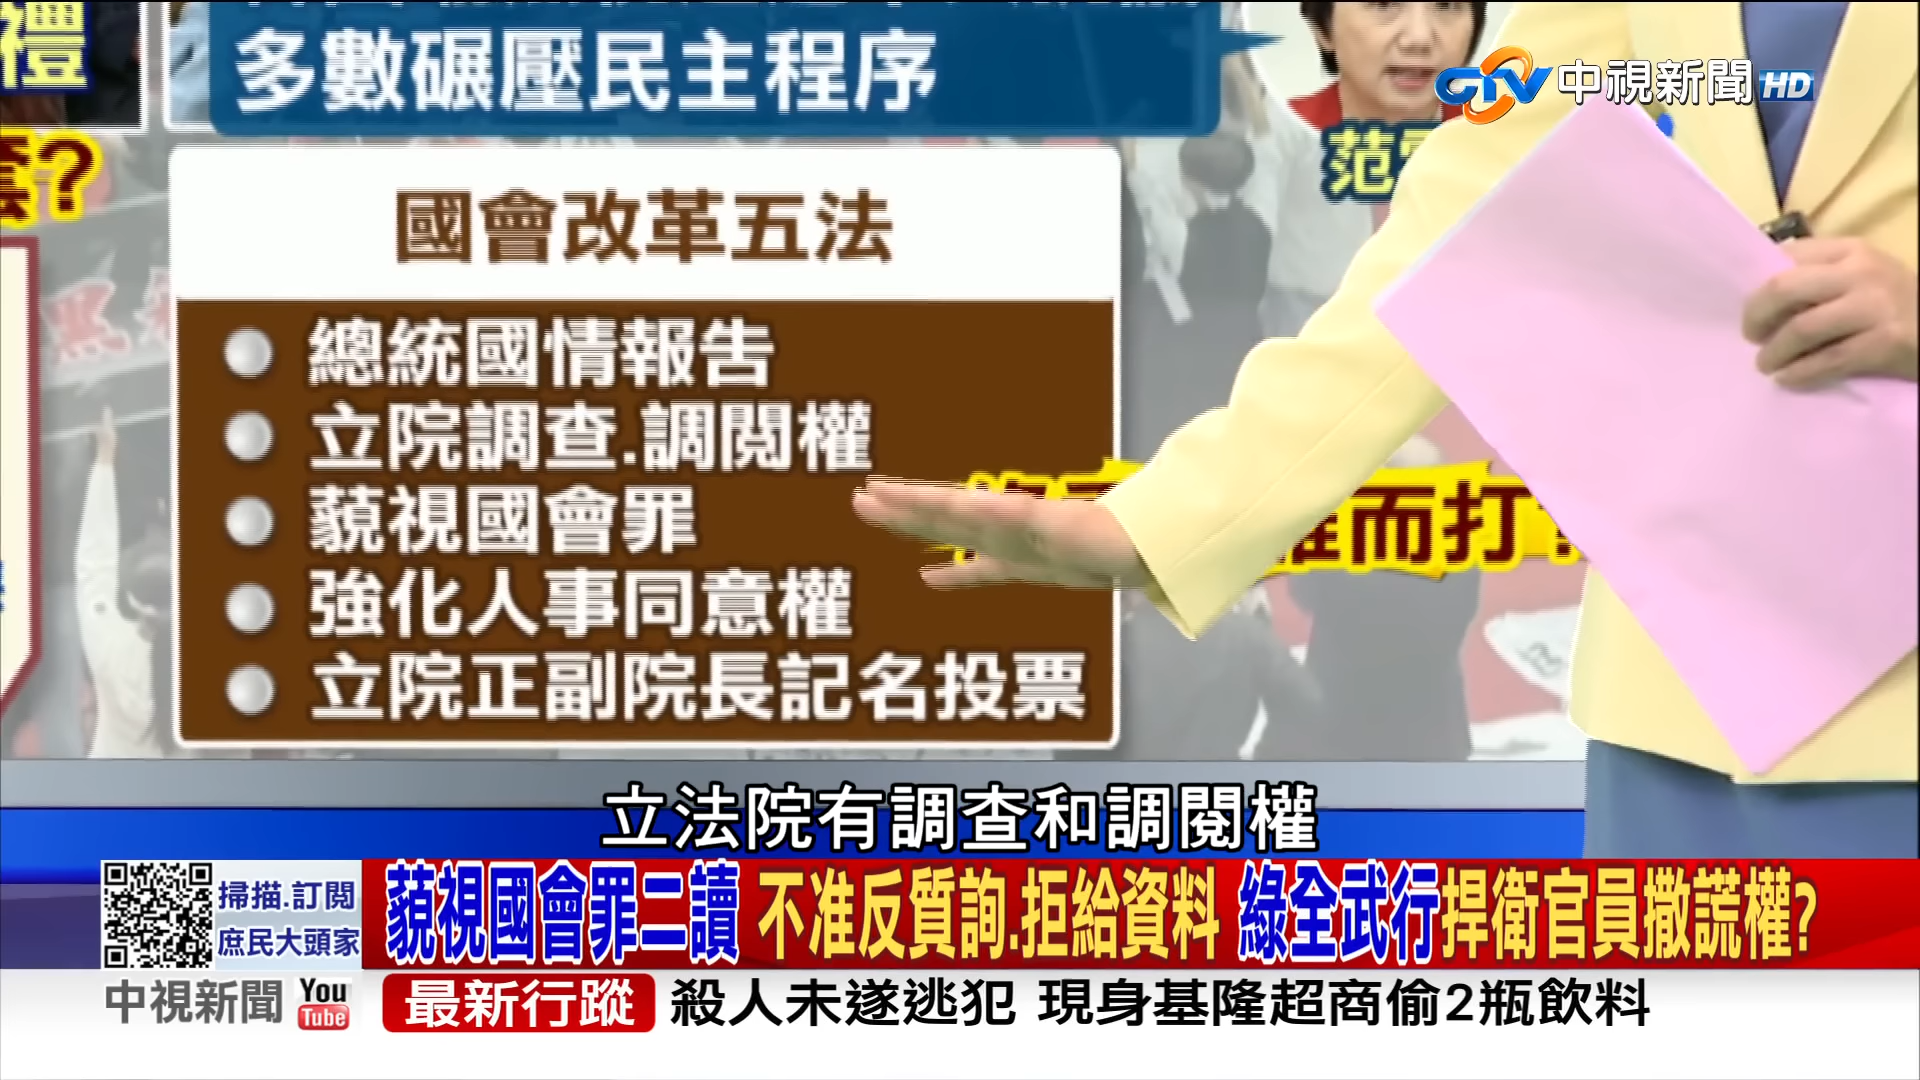 禮
多數碾壓民主程序
中視新聞HD
CTV
套?
范
國會改革五法
總統國情報告
立院調查.調閱權
藐視國會罪
強化人事同意權
立院正副院長記名投票
而打
立法院有調查和調閱權
掃描.訂閱
庶民大頭家
藐視國會罪二讀 不准反質詢.拒給資料 綠全武行捍衛官員撒謊權?
中視新聞 YouTube
最新行蹤 殺人未遂逃犯 現身基隆超商偷2瓶飲料